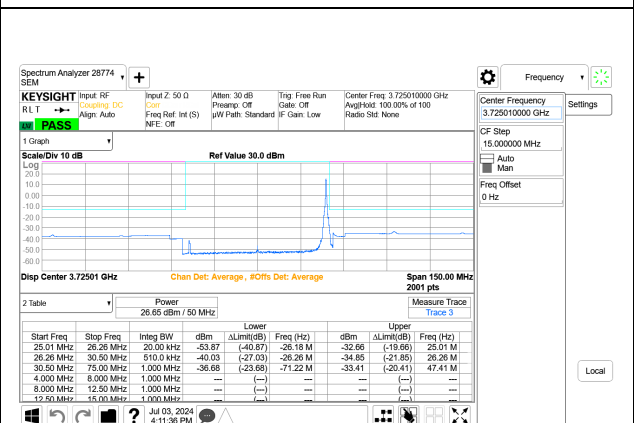 Spectrum Analyzer 28774
SEM
Frequency
KEYSIGHT
RLT
LXI PASS
Input: RF
Coupling: DC
Align: Auto
Input Z: 50 Ω
Corr
Freq Ref: Int (S)
NFE: Off
Atten: 30 dB
Preamp: Off
µW Path: Standard
Trig: Free Run
Gate: Off
IF Gain: Low
Center Freq: 3.725010000 GHz
Avg|Hold: 100.00% of 100
Radio Std: None
Center Frequency
3.725010000 GHz
Settings
CF Step
15.000000 MHz
Auto
Man
Freq Offset
0 Hz
1 Graph
Scale/Div 10 dB Ref Value 30.0 dBm
Log
20.0
10.0
0.00
-10.0
-20.0
-30.0
-40.0
-50.0
-60.0
Disp Center 3.72501 GHz Chan Det: Average , #Offs Det: Average Span 150.00 MHz
2001 pts
2 Table
Power
26.65 dBm / 50 MHz
Measure Trace
Trace 3
Lower Upper
Start Freq Stop Freq Integ BW dBm ΔLimit(dB) Freq (Hz) dBm ΔLimit(dB) Freq (Hz)
25.01 MHz 26.26 MHz 20.00 kHz -53.87 (-40.87) -26.18 M -32.66 (-19.66) 25.01 M
26.26 MHz 30.50 MHz 510.0 kHz -40.03 (-27.03) -26.26 M -34.85 (-21.85) 26.26 M
30.50 MHz 75.00 MHz 1.000 MHz -36.68 (-23.68) -71.22 M -33.41 (-20.41) 47.41 M
4.000 MHz 8.000 MHz 1.000 MHz --- (---) --- --- (---) ---
8.000 MHz 12.50 MHz 1.000 MHz --- (---) --- --- (---) ---
12.50 MHz 15.00 MHz 1.000 MHz --- (---) --- --- (---) ---
Local
?
Jul 03, 2024
4:11:36 PM